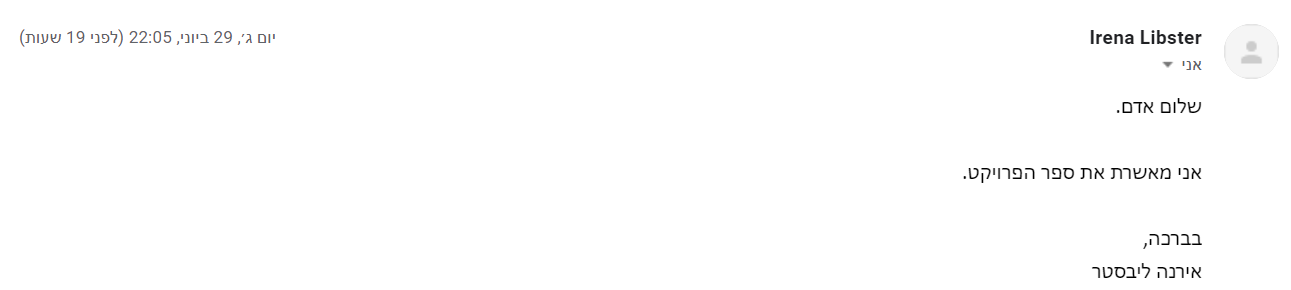 Irena Libster
יום ג׳, 29 ביוני, 22:05 (לפני 19 שעות)
אני
שלום אדם.
אני מאשרת את ספר הפרויקט.
בברכה,
אירנה ליבסטר